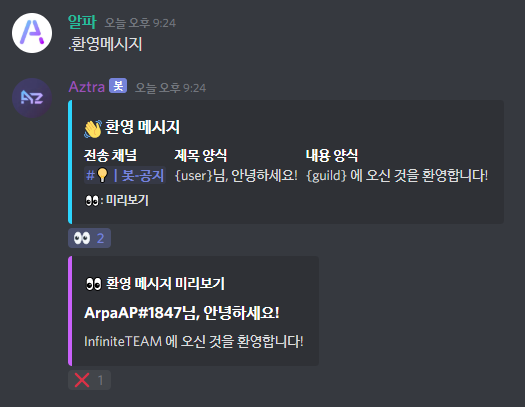 알파 오늘 오후 9:24
.환영메시지
Aztra 봇 오늘 오후 9:24
👋 환영 메시지
전송 채널 제목 양식 내용 양식
#💡ㅣ봇-공지 {user}님, 안녕하세요! {guild} 에 오신 것을 환영합니다!
👀: 미리보기
👀 2
👀 환영 메시지 미리보기
ArpaAP#1847님, 안녕하세요!
InfiniteTEAM 에 오신 것을 환영합니다!
❌ 1